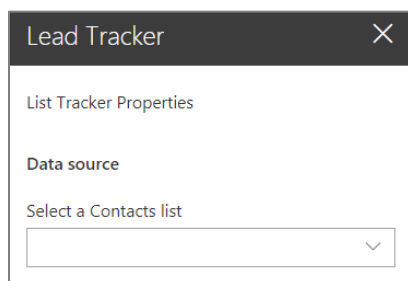 Lead Tracker
List Tracker Properties
Data source
Select a Contacts list